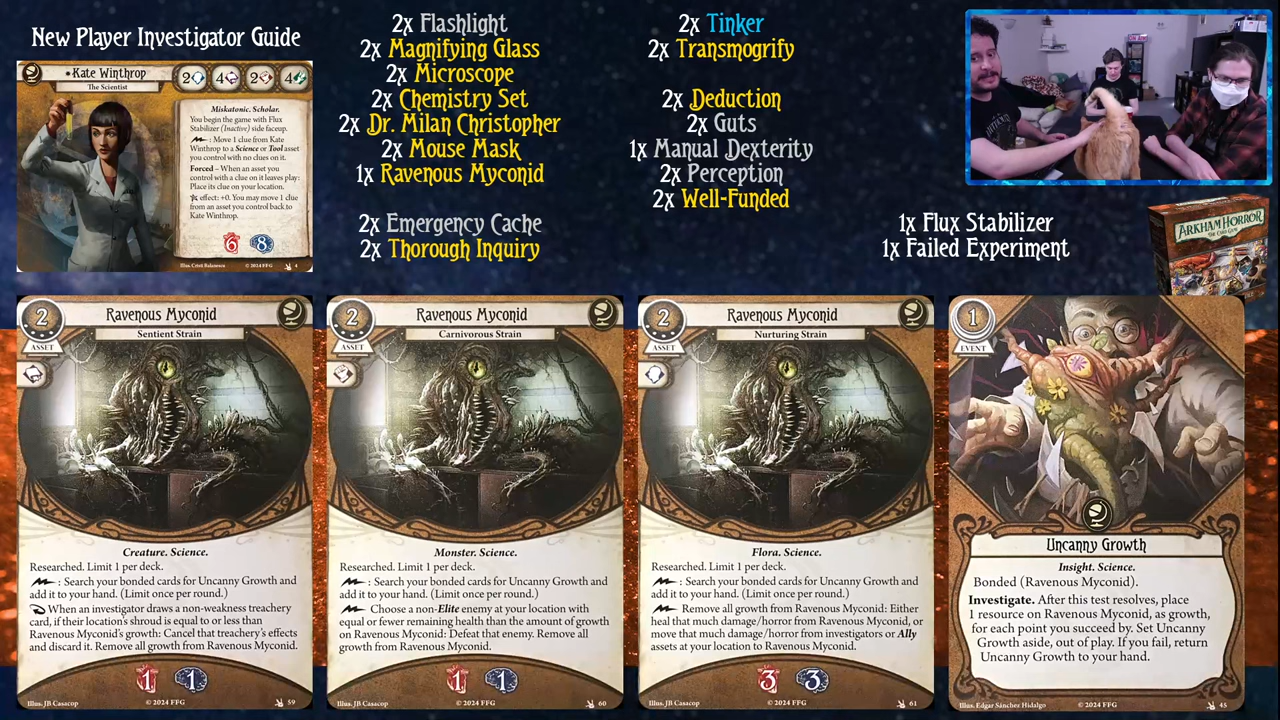 New Player Investigator Guide
Kate Winthrop
The Scientist
2 4 2 4
Miskatonic. Scholar.
You begin the game with Flux
Stabilizer (Inactive) side faceup.
: Move 1 clue from Kate
Winthrop to a Science or Tool asset
you control with no clues on it.
Forced – When an asset you
control with a clue on it leaves play:
Place its clue on your location.
effect: +0. You may move 1 clue
from an asset you control back to
Kate Winthrop.
6 8
Illus. Cristi Balanescu
© 2024 FFG
4
2x Flashlight
2x Magnifying Glass
2x Microscope
2x Chemistry Set
2x Dr. Milan Christopher
2x Mouse Mask
1x Ravenous Myconid
2x Emergency Cache
2x Thorough Inquiry
2x Tinker
2x Transmogrify
2x Deduction
2x Guts
1x Manual Dexterity
2x Perception
2x Well-Funded
1x Flux Stabilizer
1x Failed Experiment
ARKHAM HORROR
THE CARD GAME
2
ASSET
Ravenous Myconid
Sentient Strain
Creature. Science.
Researched. Limit 1 per deck.
: Search your bonded cards for Uncanny Growth and
add it to your hand. (Limit once per round.)
When an investigator draws a non-weakness treachery
card, if their location's shroud is equal to or less than
Ravenous Myconid's growth: Cancel that treachery's effects
and discard it. Remove all growth from Ravenous Myconid.
1 1
Illus. JB Casacop
© 2024 FFG
59
2
ASSET
Ravenous Myconid
Carnivorous Strain
Monster. Science.
Researched. Limit 1 per deck.
: Search your bonded cards for Uncanny Growth and
add it to your hand. (Limit once per round.)
Choose a non-Elite enemy at your location with
equal or fewer remaining health than the amount of growth
on Ravenous Myconid: Defeat that enemy. Remove all
growth from Ravenous Myconid.
1 1
Illus. JB Casacop
© 2024 FFG
60
2
ASSET
Ravenous Myconid
Nurturing Strain
Flora. Science.
Researched. Limit 1 per deck.
: Search your bonded cards for Uncanny Growth and
add it to your hand. (Limit once per round.)
Remove all growth from Ravenous Myconid: Either
heal that much damage/horror from Ravenous Myconid, or
move that much damage/horror from investigators or Ally
assets at your location to Ravenous Myconid.
3 3
Illus. JB Casacop
© 2024 FFG
61
1
EVENT
Uncanny Growth
Insight. Science.
Bonded (Ravenous Myconid).
Investigate. After this test resolves, place
1 resource on Ravenous Myconid, as growth,
for each point you succeed by. Set Uncanny
Growth aside, out of play. If you fail, return
Uncanny Growth to your hand.
Illus. Edgar Sánchez Hidalgo
© 2024 FFG
45